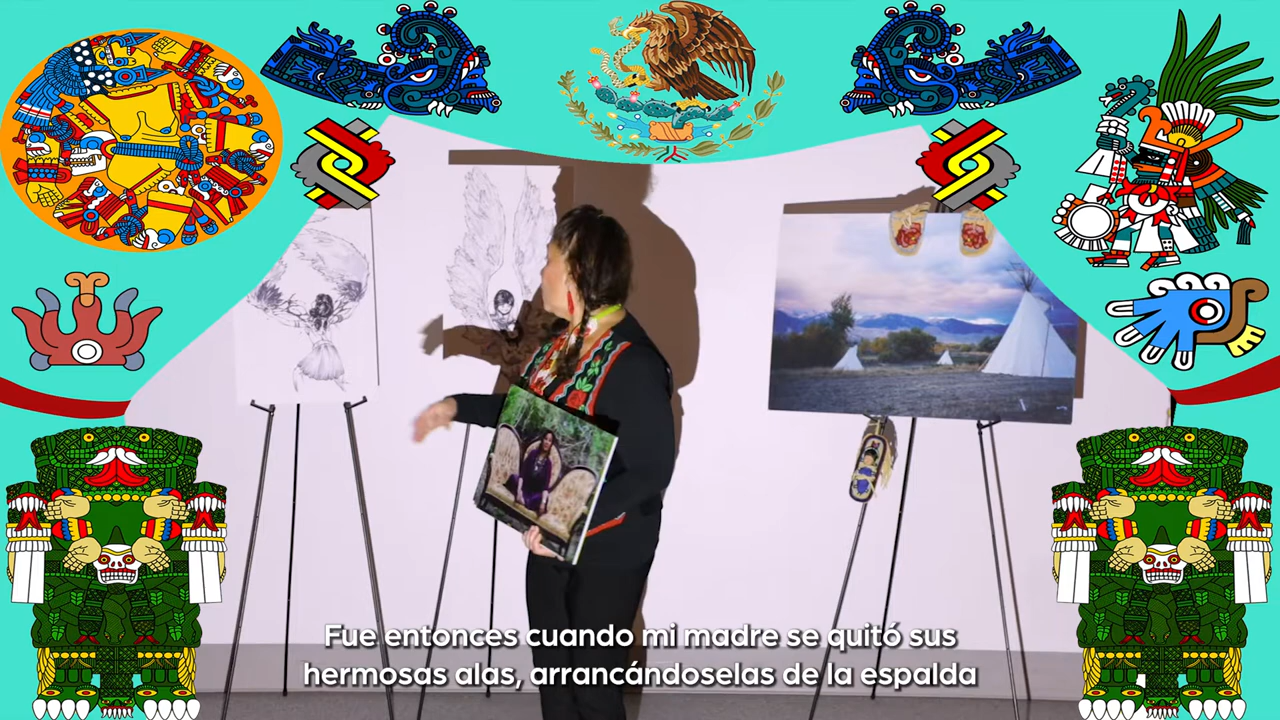 Fue entonces cuando mi madre se quitó sus
hermosas alas, arrancándoselas de la espalda